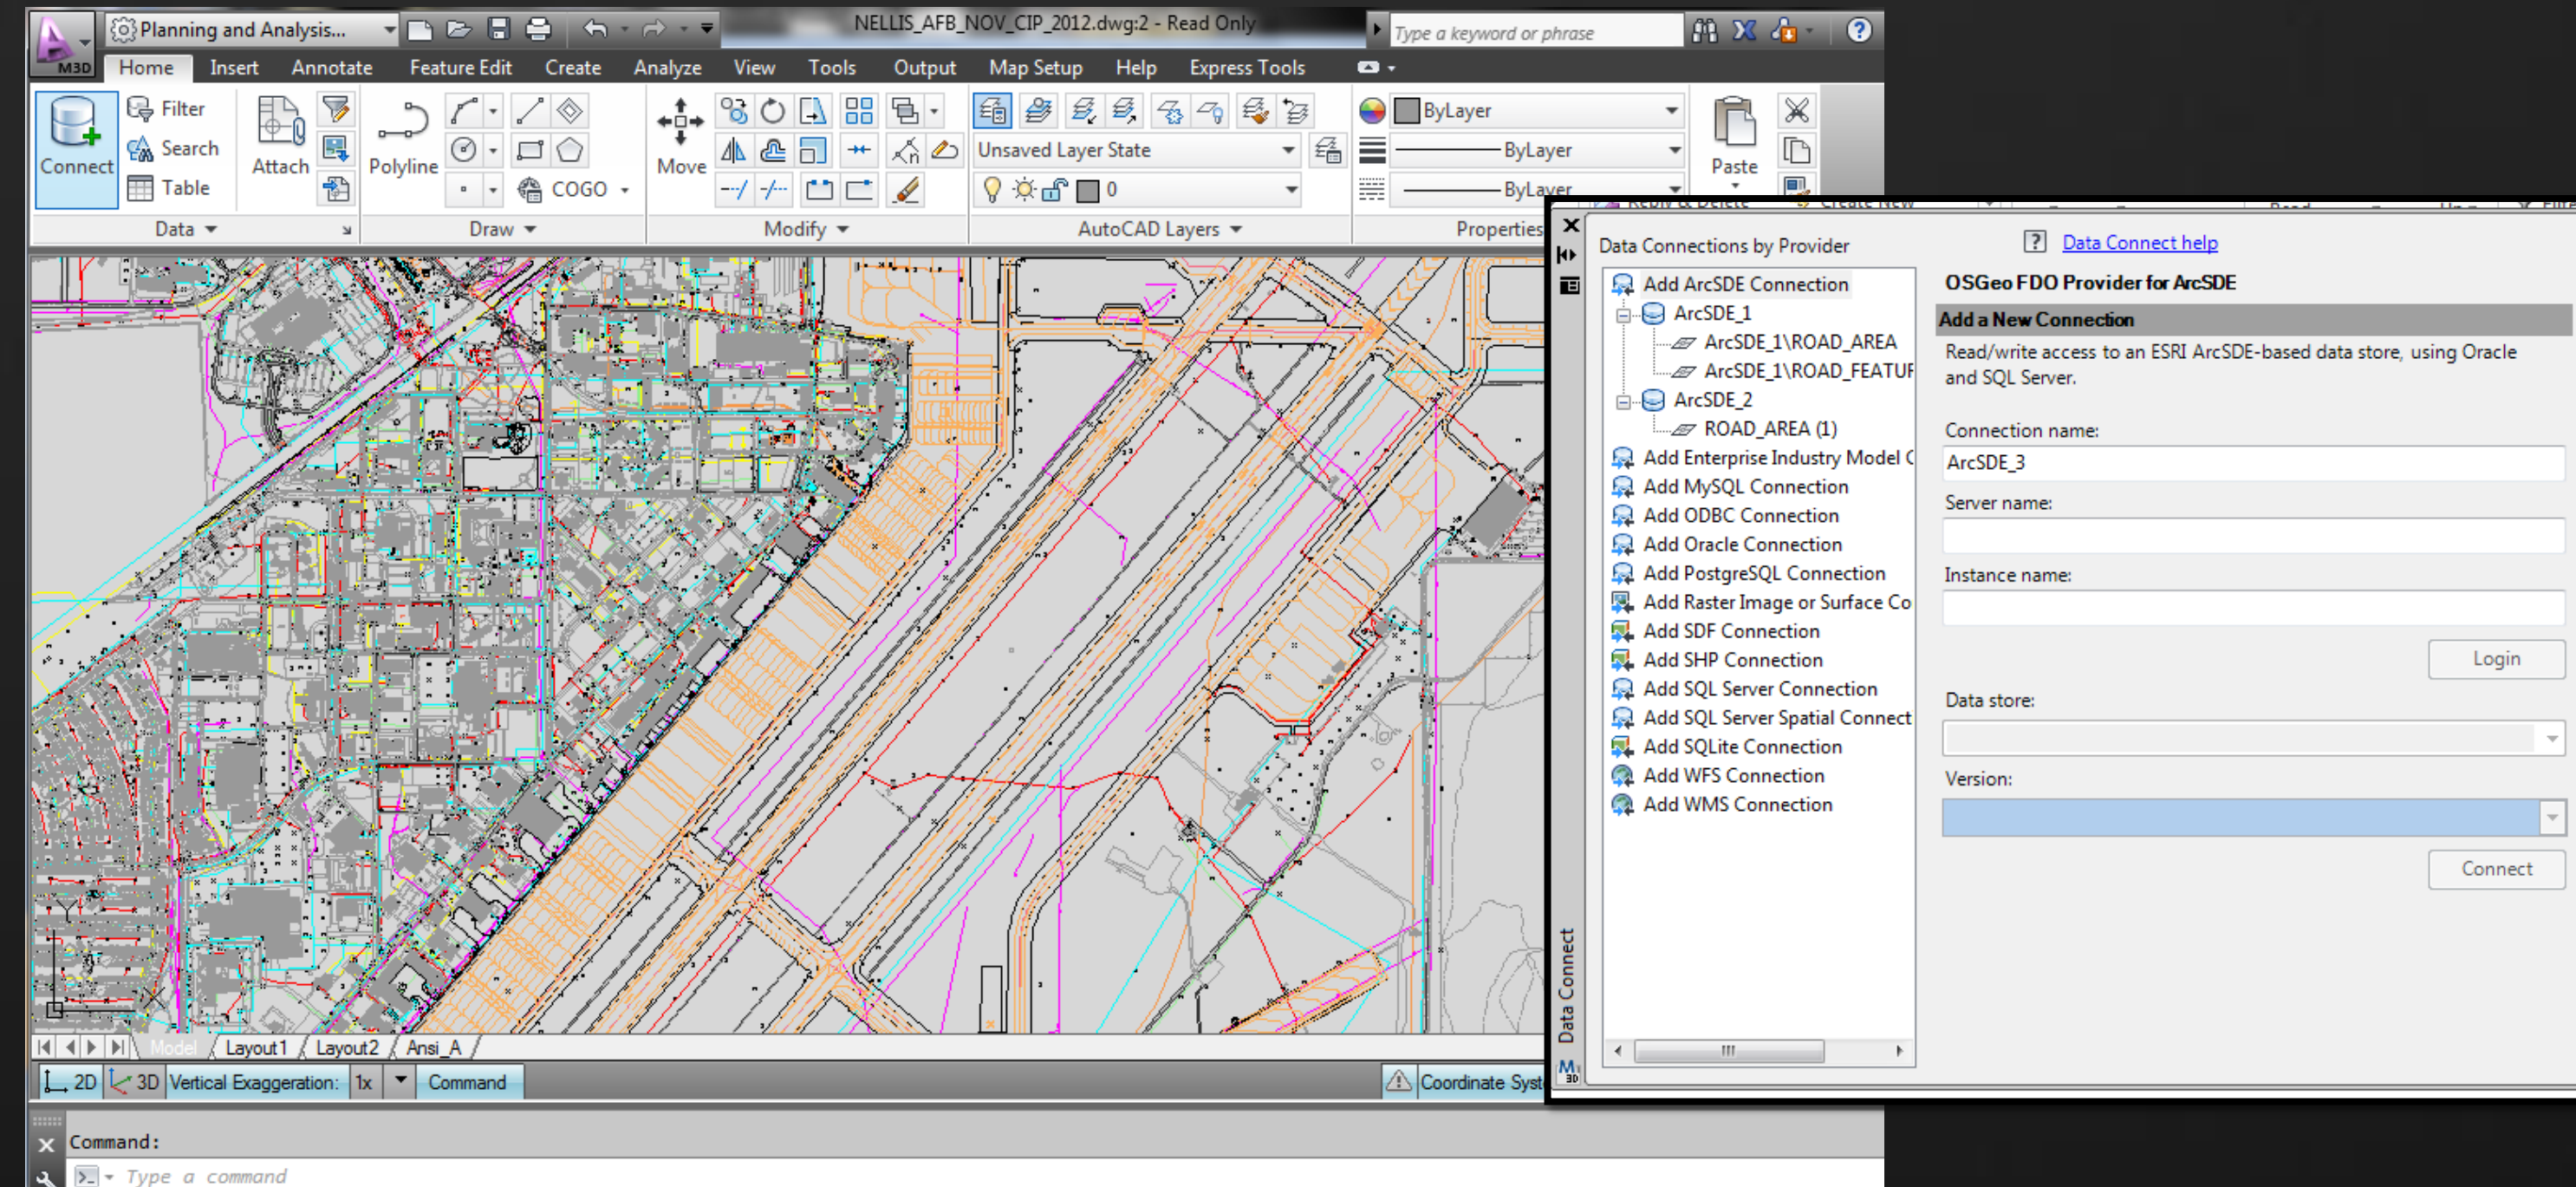 Planning and Analysis...
NELLIS_AFB_NOV_CIP_2012.dwg:2 - Read Only
Type a keyword or phrase
M3D
Home Insert Annotate Feature Edit Create Analyze View Tools Output Map Setup Help Express Tools
Connect
Filter
Search
Table
Attach
Polyline
COGO
Move
Unsaved Layer State
0
ByLayer
ByLayer
ByLayer
Paste
Data Draw Modify AutoCAD Layers Properties
Reply & Delete Create New
Data Connections by Provider
Add ArcSDE Connection
ArcSDE_1
ArcSDE_1\ROAD_AREA
ArcSDE_1\ROAD_FEATUR
ArcSDE_2
ROAD_AREA (1)
Add Enterprise Industry Model C
Add MySQL Connection
Add ODBC Connection
Add Oracle Connection
Add PostgreSQL Connection
Add Raster Image or Surface Co
Add SDF Connection
Add SHP Connection
Add SQL Server Connection
Add SQL Server Spatial Connect
Add SQLite Connection
Add WFS Connection
Add WMS Connection
? Data Connect help
OSGeo FDO Provider for ArcSDE
Add a New Connection
Read/write access to an ESRI ArcSDE-based data store, using Oracle
and SQL Server.
Connection name:
ArcSDE_3
Server name:
Instance name:
Login
Data store:
Version:
Connect
Data Connect
M
3D
Model Layout1 Layout2 Ansi_A
2D 3D Vertical Exaggeration: 1x Command
Coordinate Syst
Command:
Type a command